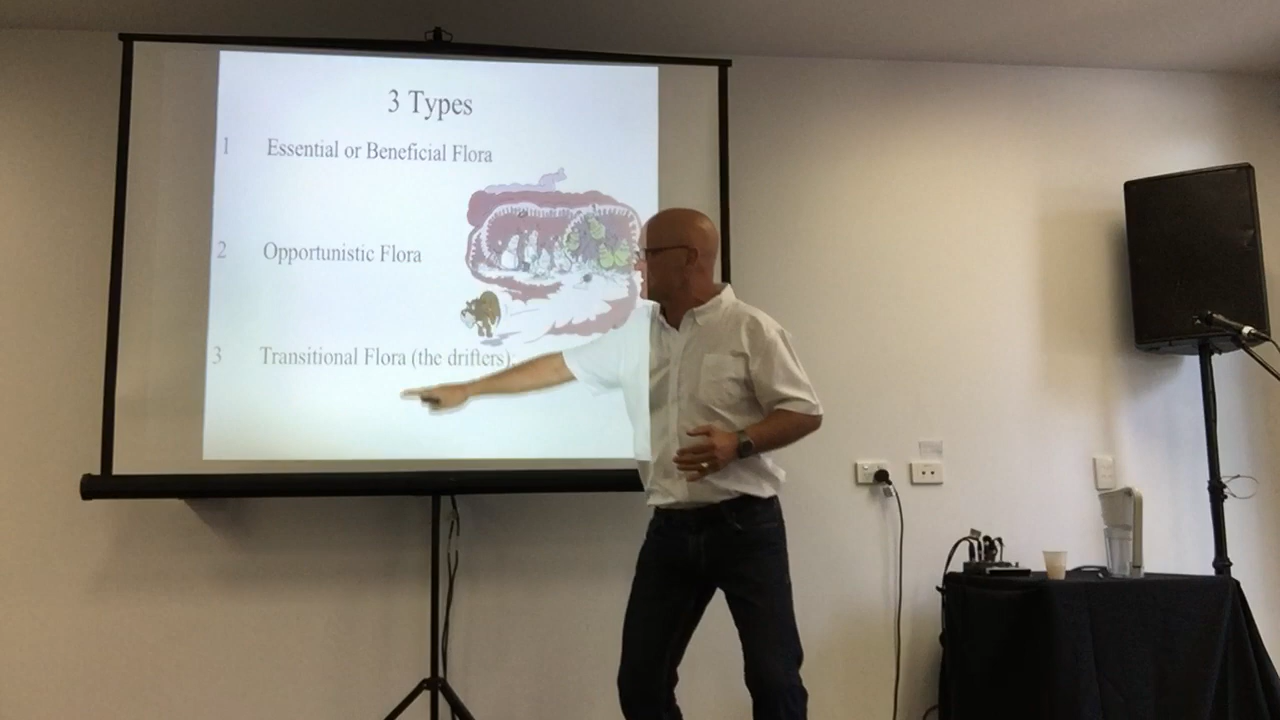 3 Types
1 Essential or Beneficial Flora
2 Opportunistic Flora
3 Transitional Flora (the drifters)